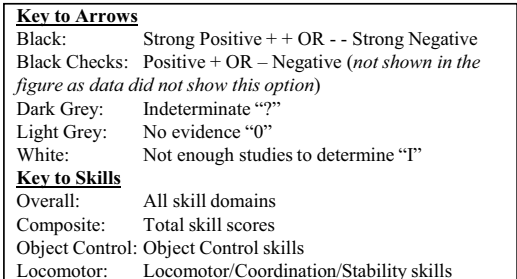 Key to Arrows
Black: Strong Positive + + OR - - Strong Negative
Black Checks: Positive + OR – Negative (not shown in the
figure as data did not show this option)
Dark Grey: Indeterminate “?”
Light Grey: No evidence “0”
White: Not enough studies to determine “I”
Key to Skills
Overall: All skill domains
Composite: Total skill scores
Object Control: Object Control skills
Locomotor: Locomotor/Coordination/Stability skills